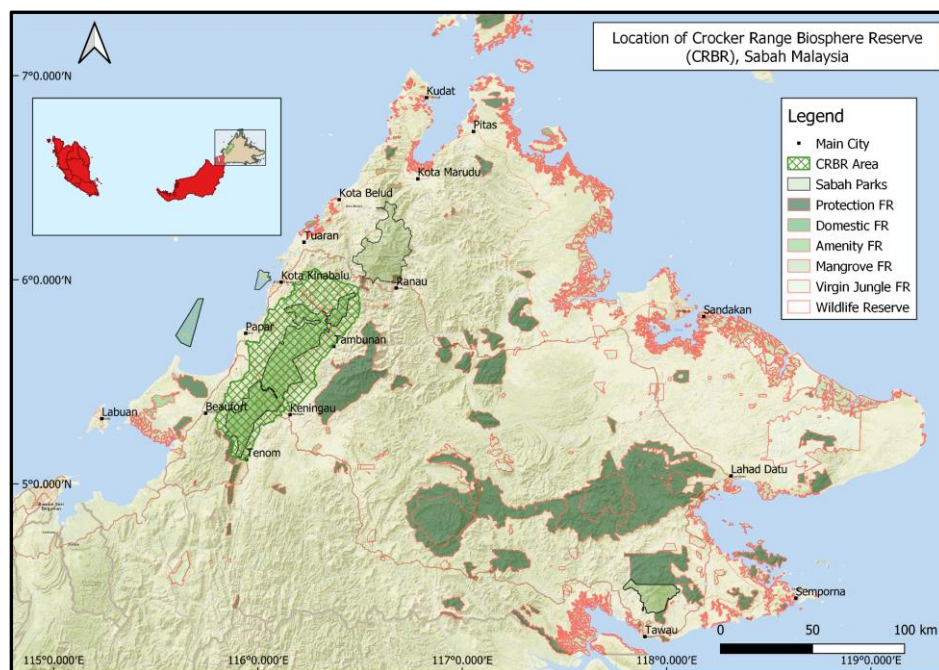 Location of Crocker Range Biosphere Reserve
(CRBR), Sabah Malaysia
7°0.000′N
6°0.000′N
5°0.000′N
Kudat
Pitas
Kota Marudu
Kota Belud
Tuaran
Kota Kinabalu
Ranau
Papar
Tambunan
Sandakan
Labuan
Beaufort
Keningau
Tenom
Lahad Datu
Semporna
Tawau
Legend
Main City
CRBR Area
Sabah Parks
Protection FR
Domestic FR
Amenity FR
Mangrove FR
Virgin Jungle FR
Wildlife Reserve
0 50 100 km
115°0.000′E 116°0.000′E 117°0.000′E 118°0.000′E 119°0.000′E